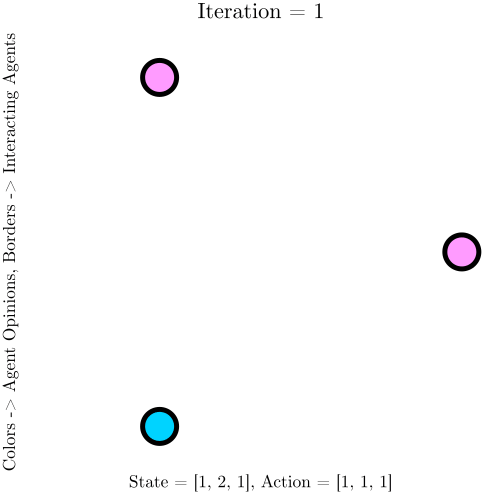 Iteration = 1
Colors -> Agent Opinions, Borders -> Interacting Agents
State = [1, 2, 1], Action = [1, 1, 1]